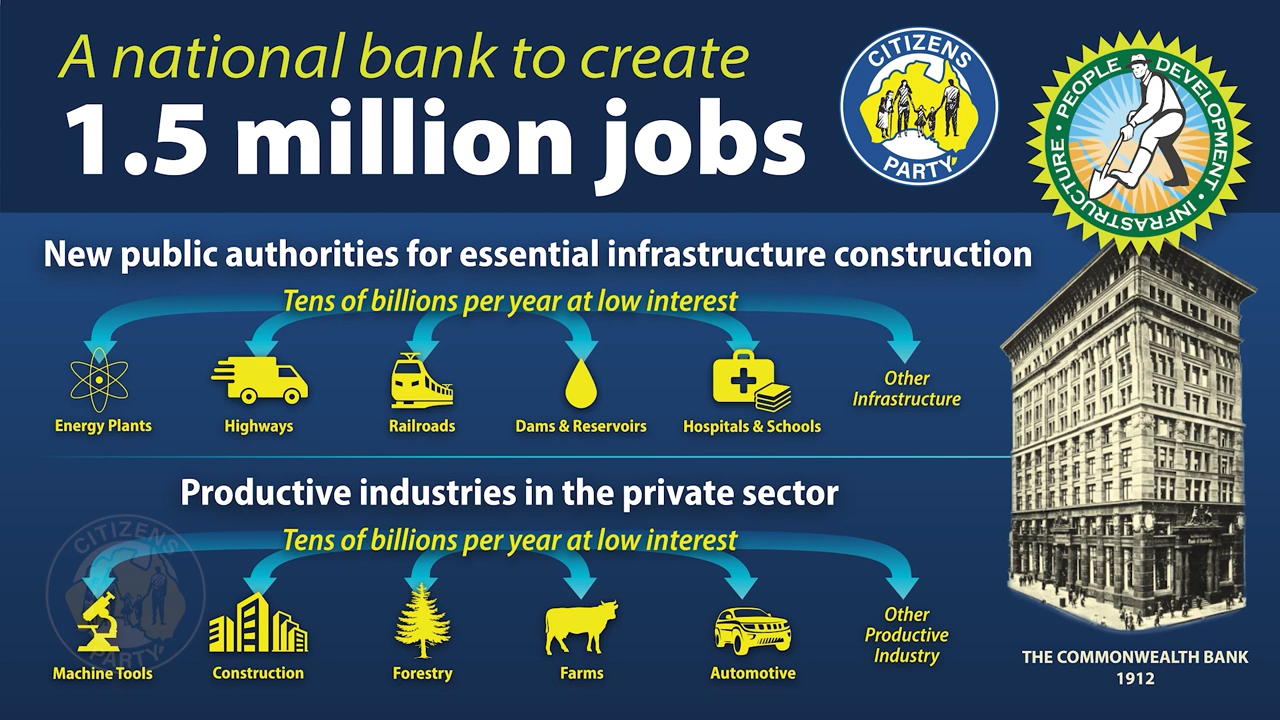 A national bank to create
1.5 million jobs
CITIZENS
PARTY
PEOPLE • DEVELOPMENT • INFRASTRUCTURE •
New public authorities for essential infrastructure construction
Tens of billions per year at low interest
Energy Plants
Highways
Railroads
Dams & Reservoirs
Hospitals & Schools
Other
Infrastructure
Productive industries in the private sector
Tens of billions per year at low interest
CITIZENS
PARTY
Machine Tools
Construction
Forestry
Farms
Automotive
Other
Productive
Industry
THE COMMONWEALTH BANK
1912